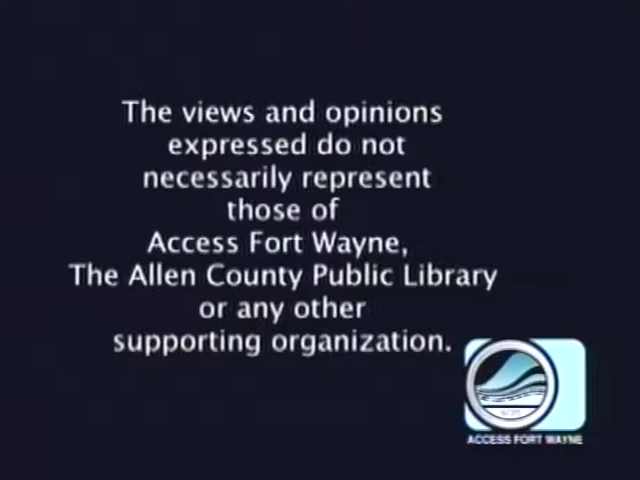 The views and opinions
expressed do not
necessarily represent
those of
Access Fort Wayne,
The Allen County Public Library
or any other
supporting organization.
ACCESS FORT WAYNE